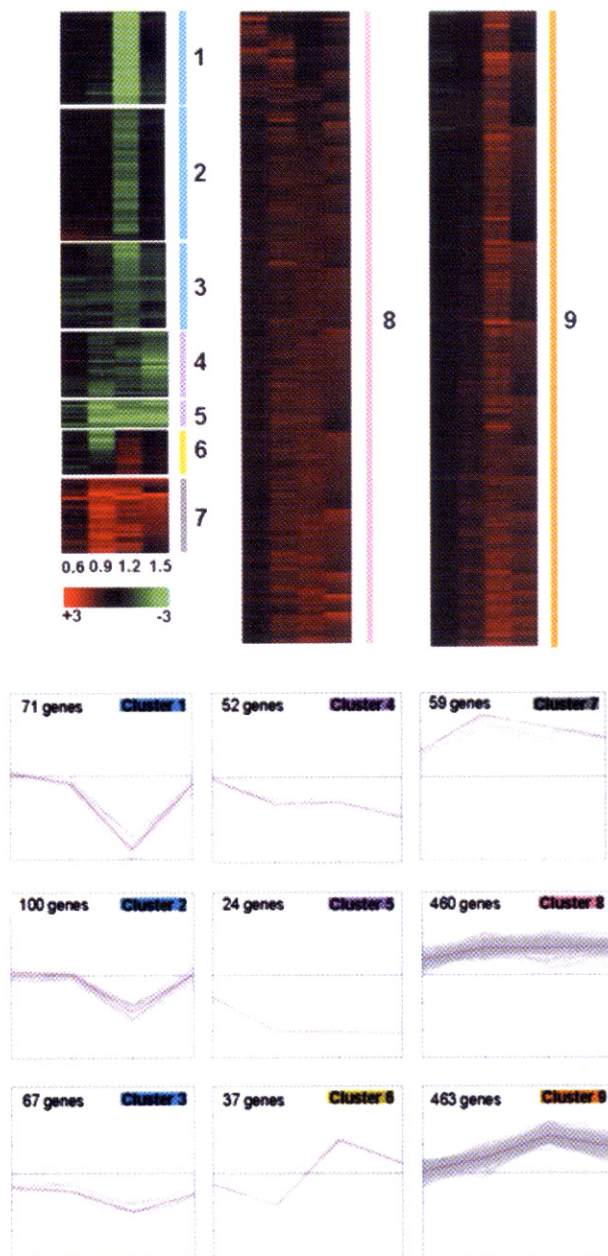 1
2
3
4
5
6
7
8
9
0.6 0.9 1.2 1.5
+3 -3
71 genes Cluster 1
52 genes Cluster 4
59 genes Cluster 7
100 genes Cluster 2
24 genes Cluster 5
460 genes Cluster 8
67 genes Cluster 3
37 genes Cluster 6
463 genes Cluster 9